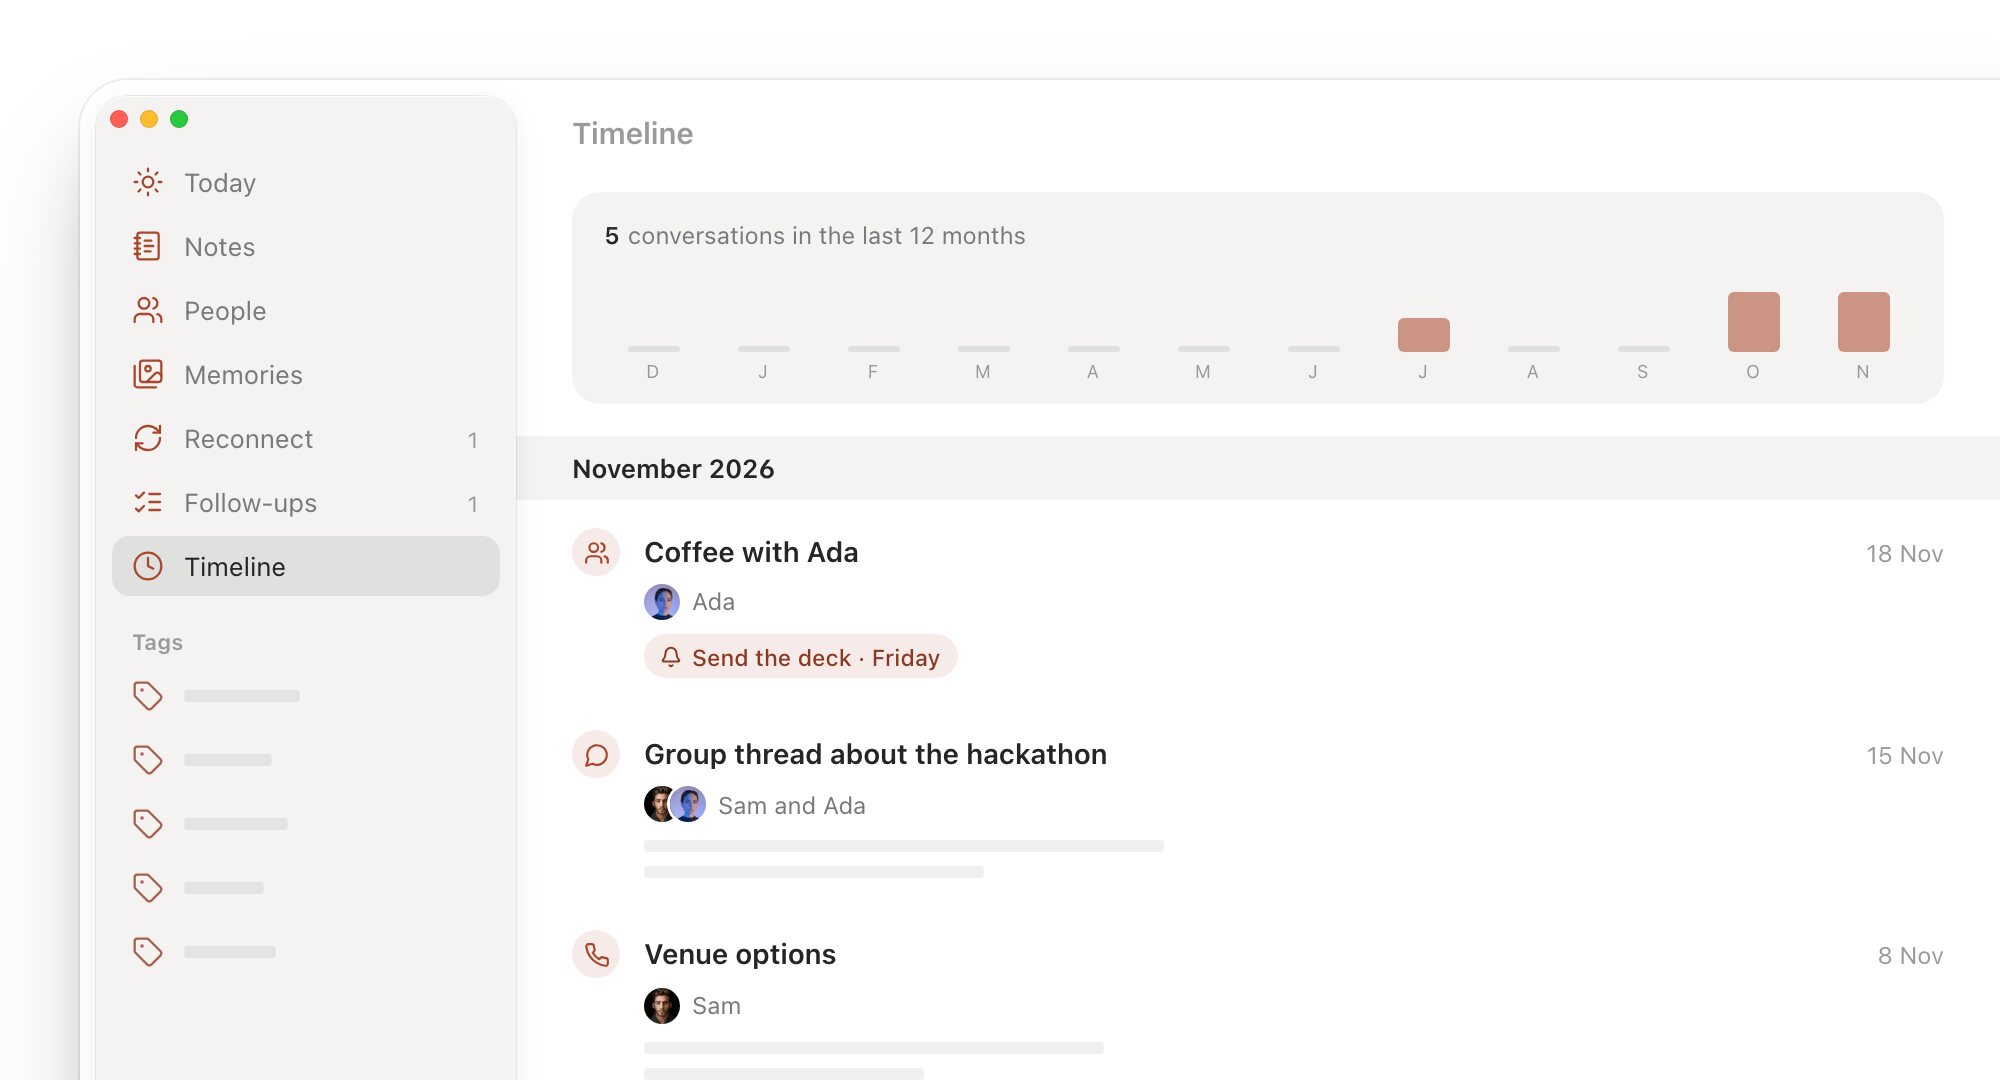 Today
Notes
People
Memories
Reconnect 1
Follow-ups 1
Timeline
Tags
Timeline
5 conversations in the last 12 months
D J F M A M J J A S O N
November 2026
Coffee with Ada 18 Nov
Ada
Send the deck · Friday
Group thread about the hackathon 15 Nov
Sam and Ada
Venue options 8 Nov
Sam